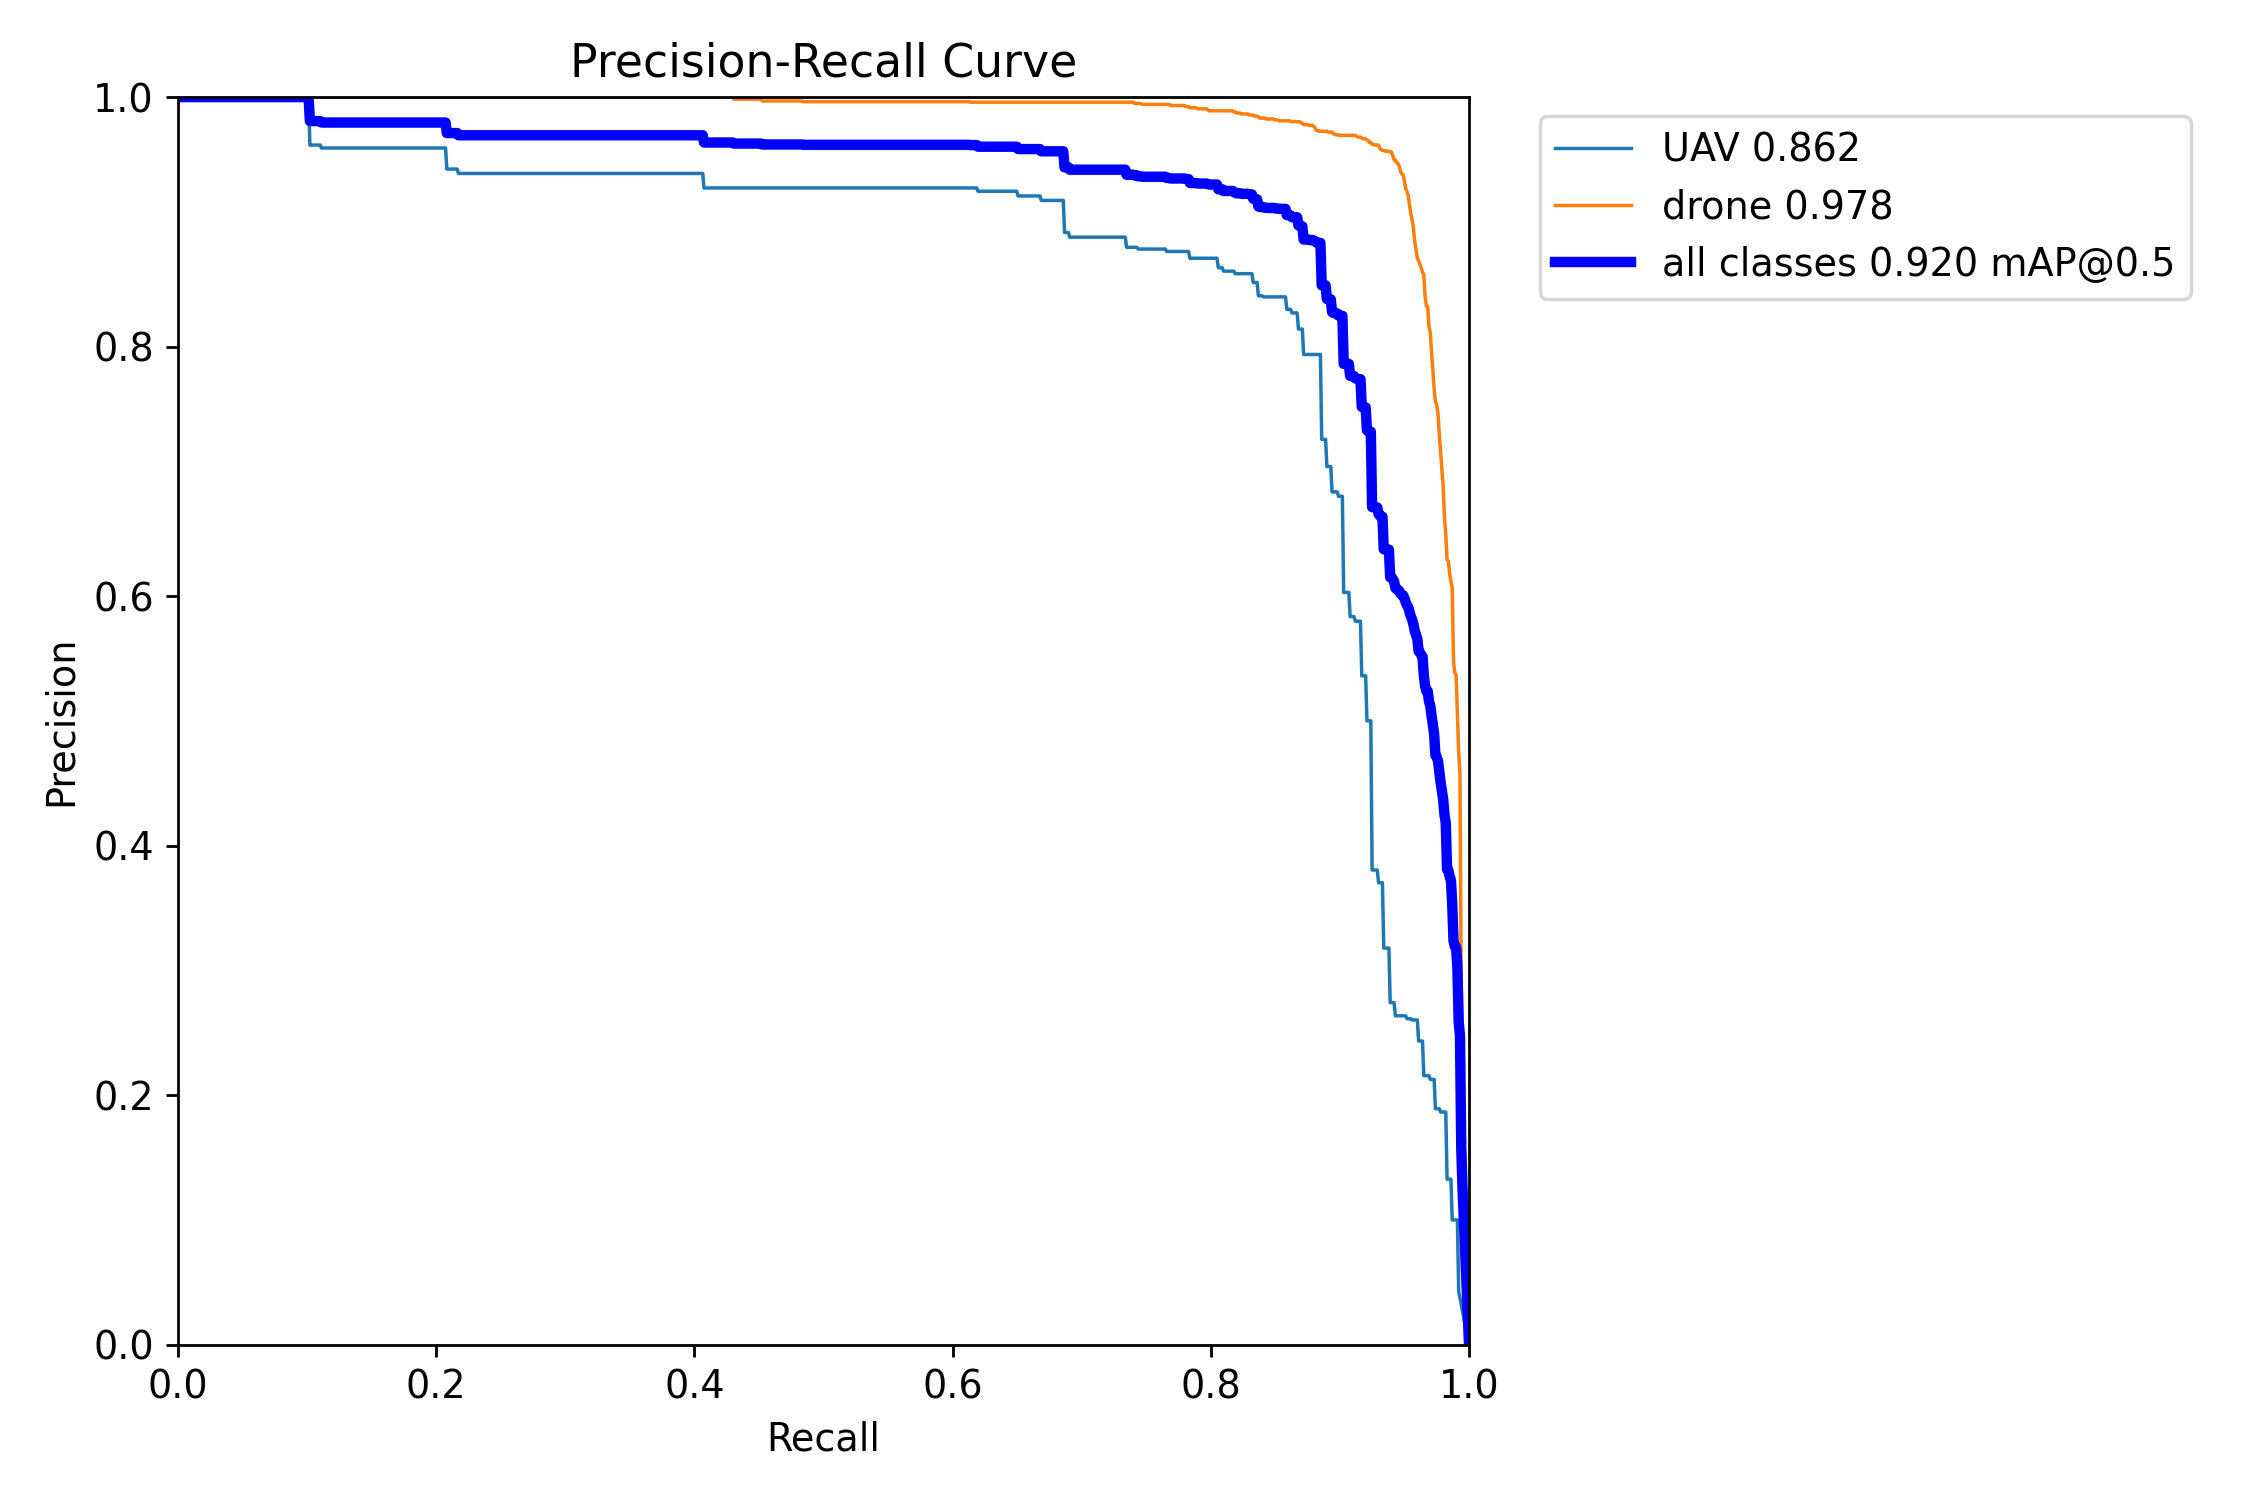 Precision-Recall Curve
1.0
0.8
0.6
0.4
0.2
0.0
Precision
0.0 0.2 0.4 0.6 0.8 1.0
Recall
UAV 0.862
drone 0.978
all classes 0.920 mAP@0.5